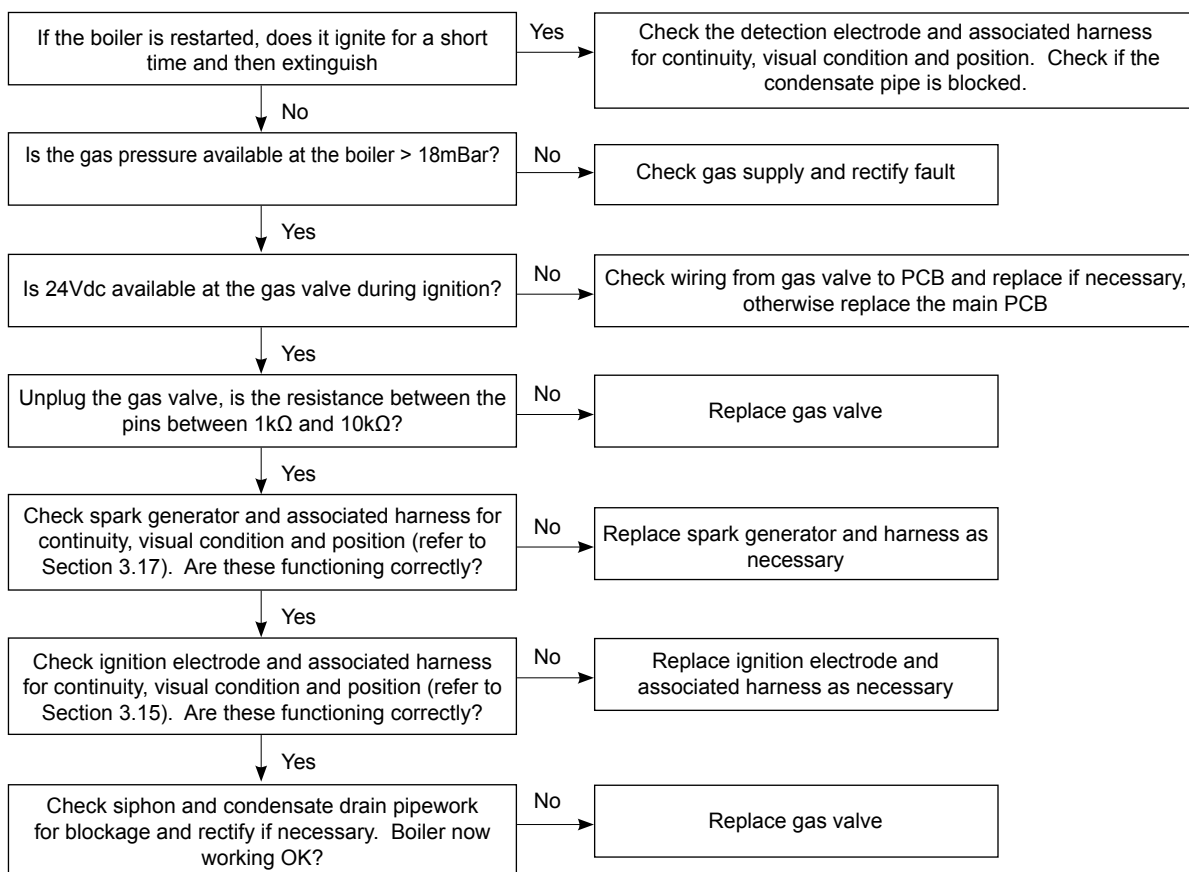 If the boiler is restarted, does it ignite for a short
time and then extinguish
Yes
Check the detection electrode and associated harness
for continuity, visual condition and position.  Check if the
condensate pipe is blocked.
No
Is the gas pressure available at the boiler > 18mBar?
No
Check gas supply and rectify fault
Yes
Is 24Vdc available at the gas valve during ignition?
No
Check wiring from gas valve to PCB and replace if necessary,
otherwise replace the main PCB
Yes
Unplug the gas valve, is the resistance between the
pins between 1kΩ and 10kΩ?
No
Replace gas valve
Yes
Check spark generator and associated harness for
continuity, visual condition and position (refer to
Section 3.17).  Are these functioning correctly?
No
Replace spark generator and harness as
necessary
Yes
Check ignition electrode and associated harness
for continuity, visual condition and position (refer to
Section 3.15).  Are these functioning correctly?
No
Replace ignition electrode and
associated harness as necessary
Yes
Check siphon and condensate drain pipework
for blockage and rectify if necessary.  Boiler now
working OK?
No
Replace gas valve